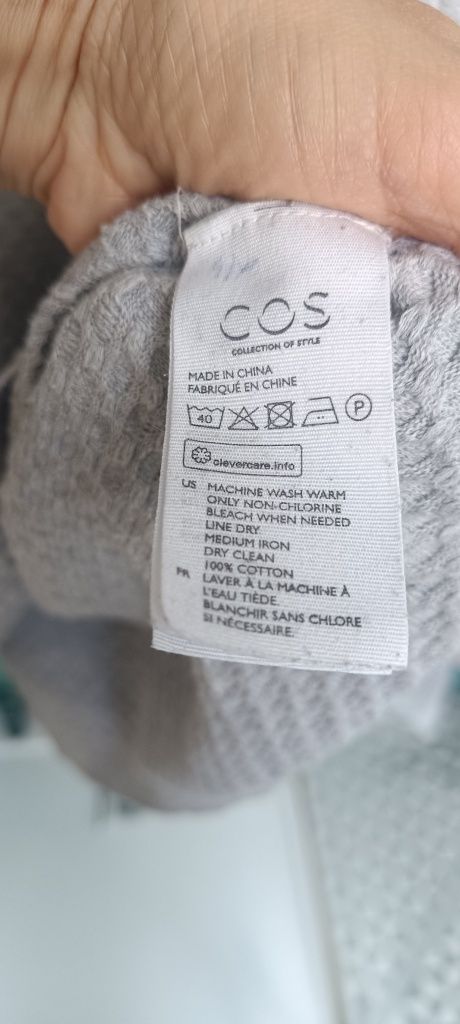 COS
COLLECTION OF STYLE
MADE IN CHINA
FABRIQUÉ EN CHINE
40 P
clevercare.info
US MACHINE WASH WARM
ONLY NON-CHLORINE
BLEACH WHEN NEEDED
LINE DRY
MEDIUM IRON
DRY CLEAN
100% COTTON
FR LAVER À LA MACHINE À
L'EAU TIÈDE.
BLANCHIR SANS CHLORE
SI NÉCESSAIRE.